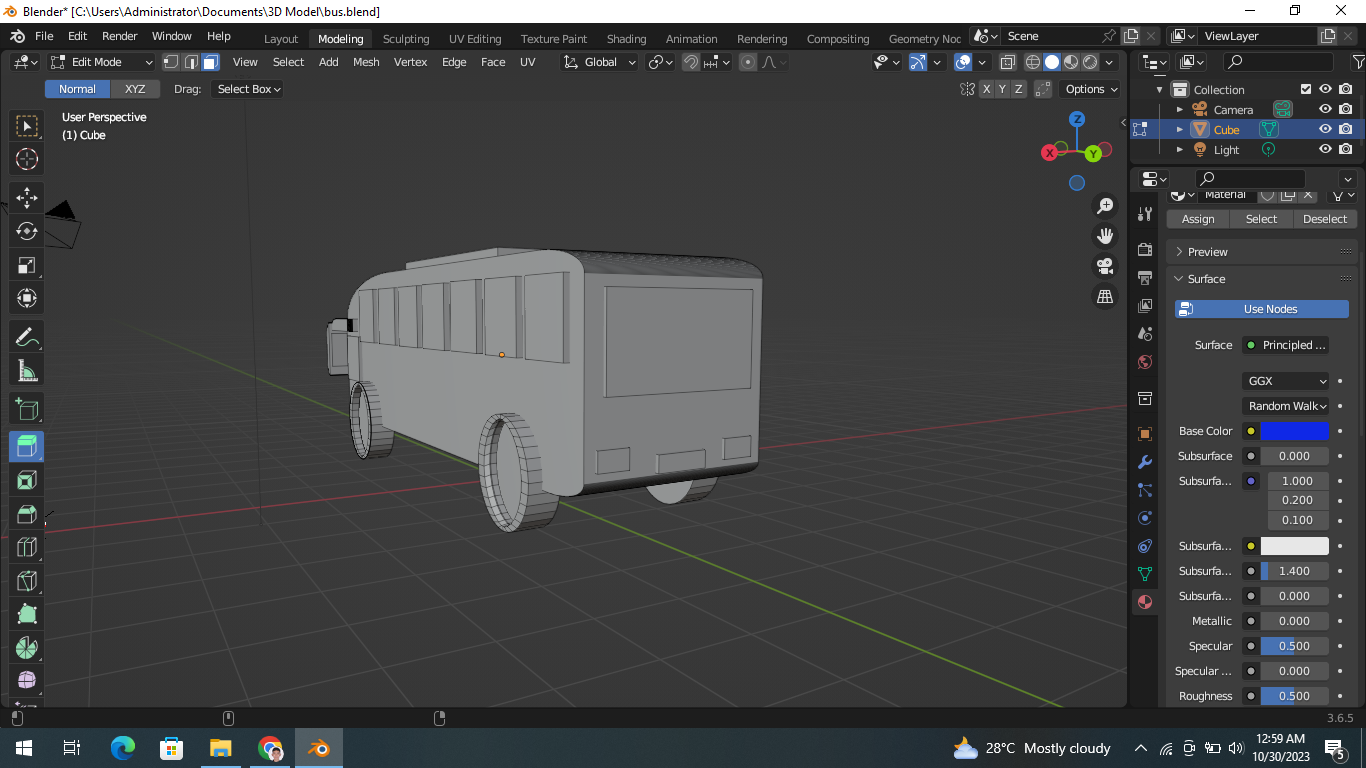 Blender* [C:\Users\Administrator\Documents\3D Model\bus.blend]
File Edit Render Window Help Layout Modeling Sculpting UV Editing Texture Paint Shading Animation Rendering Compositing Geometry Noc Scene ViewLayer
Edit Mode View Select Add Mesh Vertex Edge Face UV Global
Normal XYZ Drag: Select Box X Y Z Options
User Perspective
(1) Cube
Z
X Y
Collection
Camera
Cube
Light
Material
Assign Select Deselect
Preview
Surface
Use Nodes
Surface Principled ...
GGX
Random Walk
Base Color
Subsurface 0.000
Subsurfa... 1.000
0.200
0.100
Subsurfa...
Subsurfa... 1.400
Subsurfa... 0.000
Metallic 0.000
Specular 0.500
Specular ... 0.000
Roughness 0.500
3.6.5
28°C Mostly cloudy
12:59 AM
10/30/2023
5